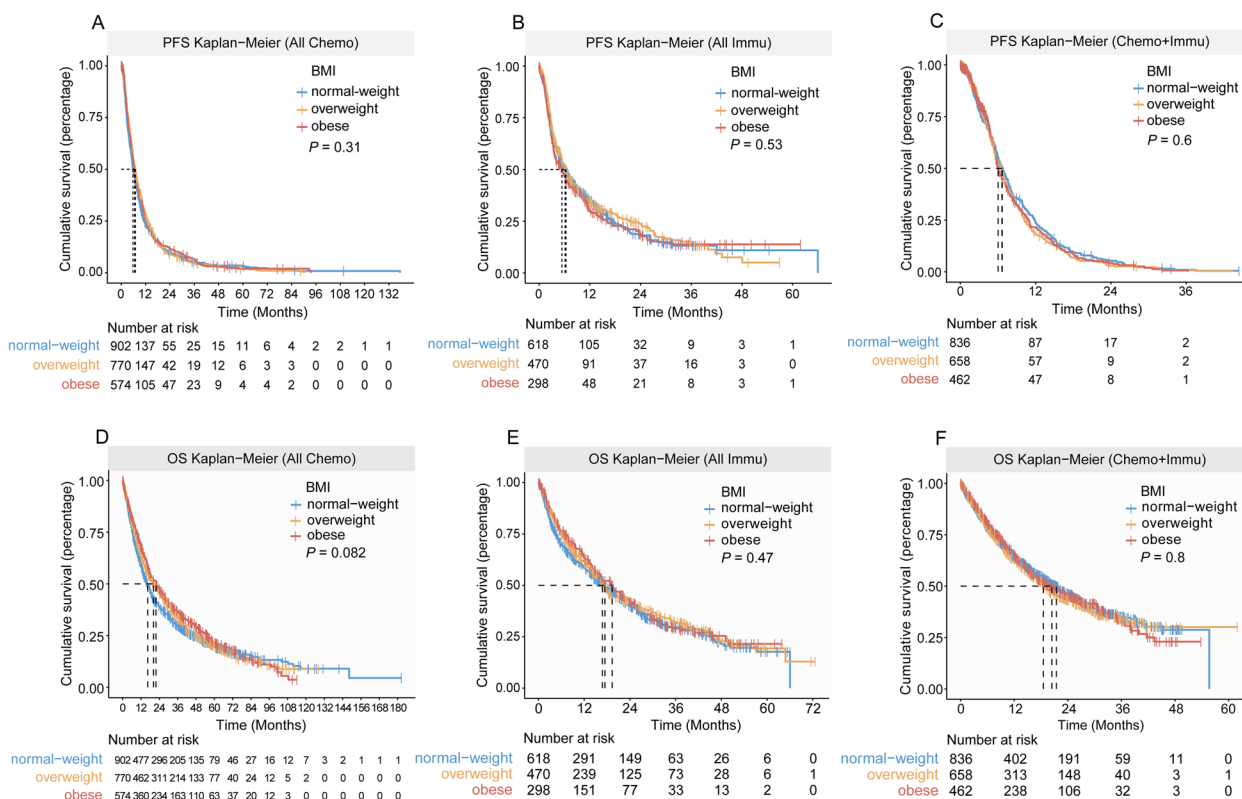 A
PFS Kaplan−Meier (All Chemo)
Cumulative survival (percentage)
1.00
0.75
0.50
0.25
0.00
BMI
normal-weight
overweight
obese
P = 0.31
0 12 24 36 48 60 72 84 96 108 120 132
Time (Months)
Number at risk
normal−weight 902 137 55 25 15 11 6 4 2 2 1 1
overweight 770 147 42 19 12 6 3 3 0 0 0 0
obese 574 105 47 23 9 4 4 2 0 0 0 0
B
PFS Kaplan−Meier (All Immu)
Cumulative survival (percentage)
1.00
0.75
0.50
0.25
0.00
BMI
normal−weight
overweight
obese
P = 0.53
0 12 24 36 48 60
Time (Months)
Number at risk
normal−weight 618 105 32 9 3 1
overweight 470 91 37 16 3 0
obese 298 48 21 8 3 1
C
PFS Kaplan−Meier (Chemo+Immu)
Cumulative survival (percentage)
1.00
0.75
0.50
0.25
0.00
BMI
normal−weight
overweight
obese
P = 0.6
0 12 24 36
Time (Months)
Number at risk
normal−weight 836 87 17 2
overweight 658 57 9 2
obese 462 47 8 1
D
OS Kaplan−Meier (All Chemo)
Cumulative survival (percentage)
1.00
0.75
0.50
0.25
0.00
BMI
normal−weight
overweight
obese
P = 0.082
0 12 24 36 48 60 72 84 96 108 120 132 144 156 168 180
Time (Months)
Number at risk
normal−weight 902 477 296 205 135 79 46 27 16 12 7 3 2 1 1 1
overweight 770 462 311 214 133 77 40 24 12 5 2 0 0 0 0 0
obese 574 360 234 163 110 63 37 20 12 3 0 0 0 0 0 0
E
OS Kaplan−Meier (All Immu)
Cumulative survival (percentage)
1.00
0.75
0.50
0.25
0.00
BMI
normal−weight
overweight
obese
P = 0.47
0 12 24 36 48 60 72
Time (Months)
Number at risk
normal−weight 618 291 149 63 26 6 0
overweight 470 239 125 73 28 6 1
obese 298 151 77 33 13 2 0
F
OS Kaplan−Meier (Chemo+Immu)
Cumulative survival (percentage)
1.00
0.75
0.50
0.25
0.00
BMI
normal−weight
overweight
obese
P = 0.8
0 12 24 36 48 60
Time (Months)
Number at risk
normal−weight 836 402 191 59 11 0
overweight 658 313 148 40 3 1
obese 462 238 106 32 3 0